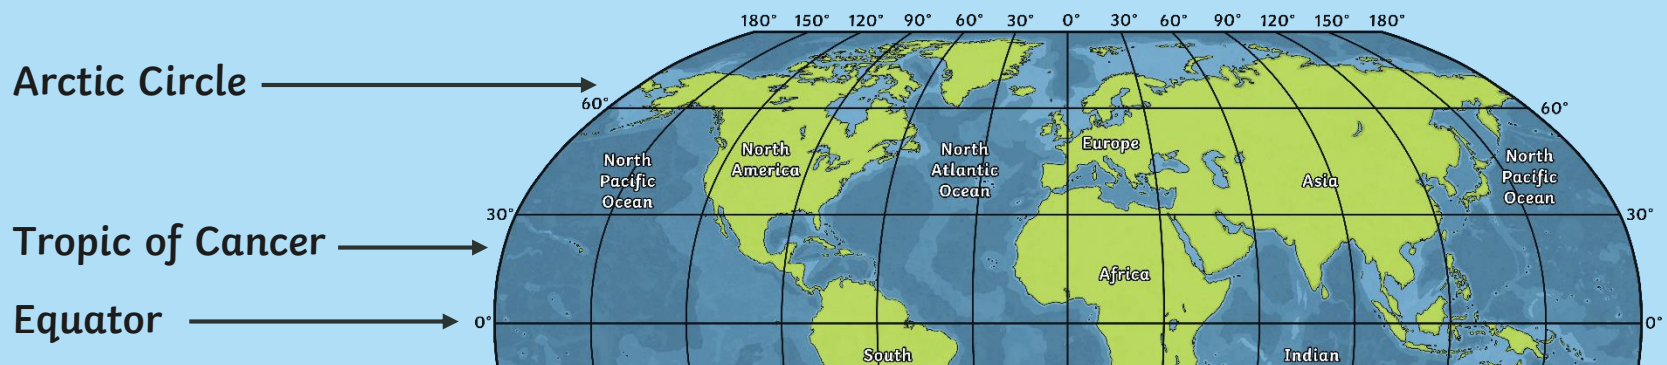 180° 150° 120° 90° 60° 30° 0° 30° 60° 90° 120° 150° 180°
Arctic Circle
60°
60°
North
Pacific
Ocean
North
America
North
Atlantic
Ocean
Europe
Asia
North
Pacific
Ocean
30°
30°
Tropic of Cancer
Africa
Equator
0°
0°
South
Indian